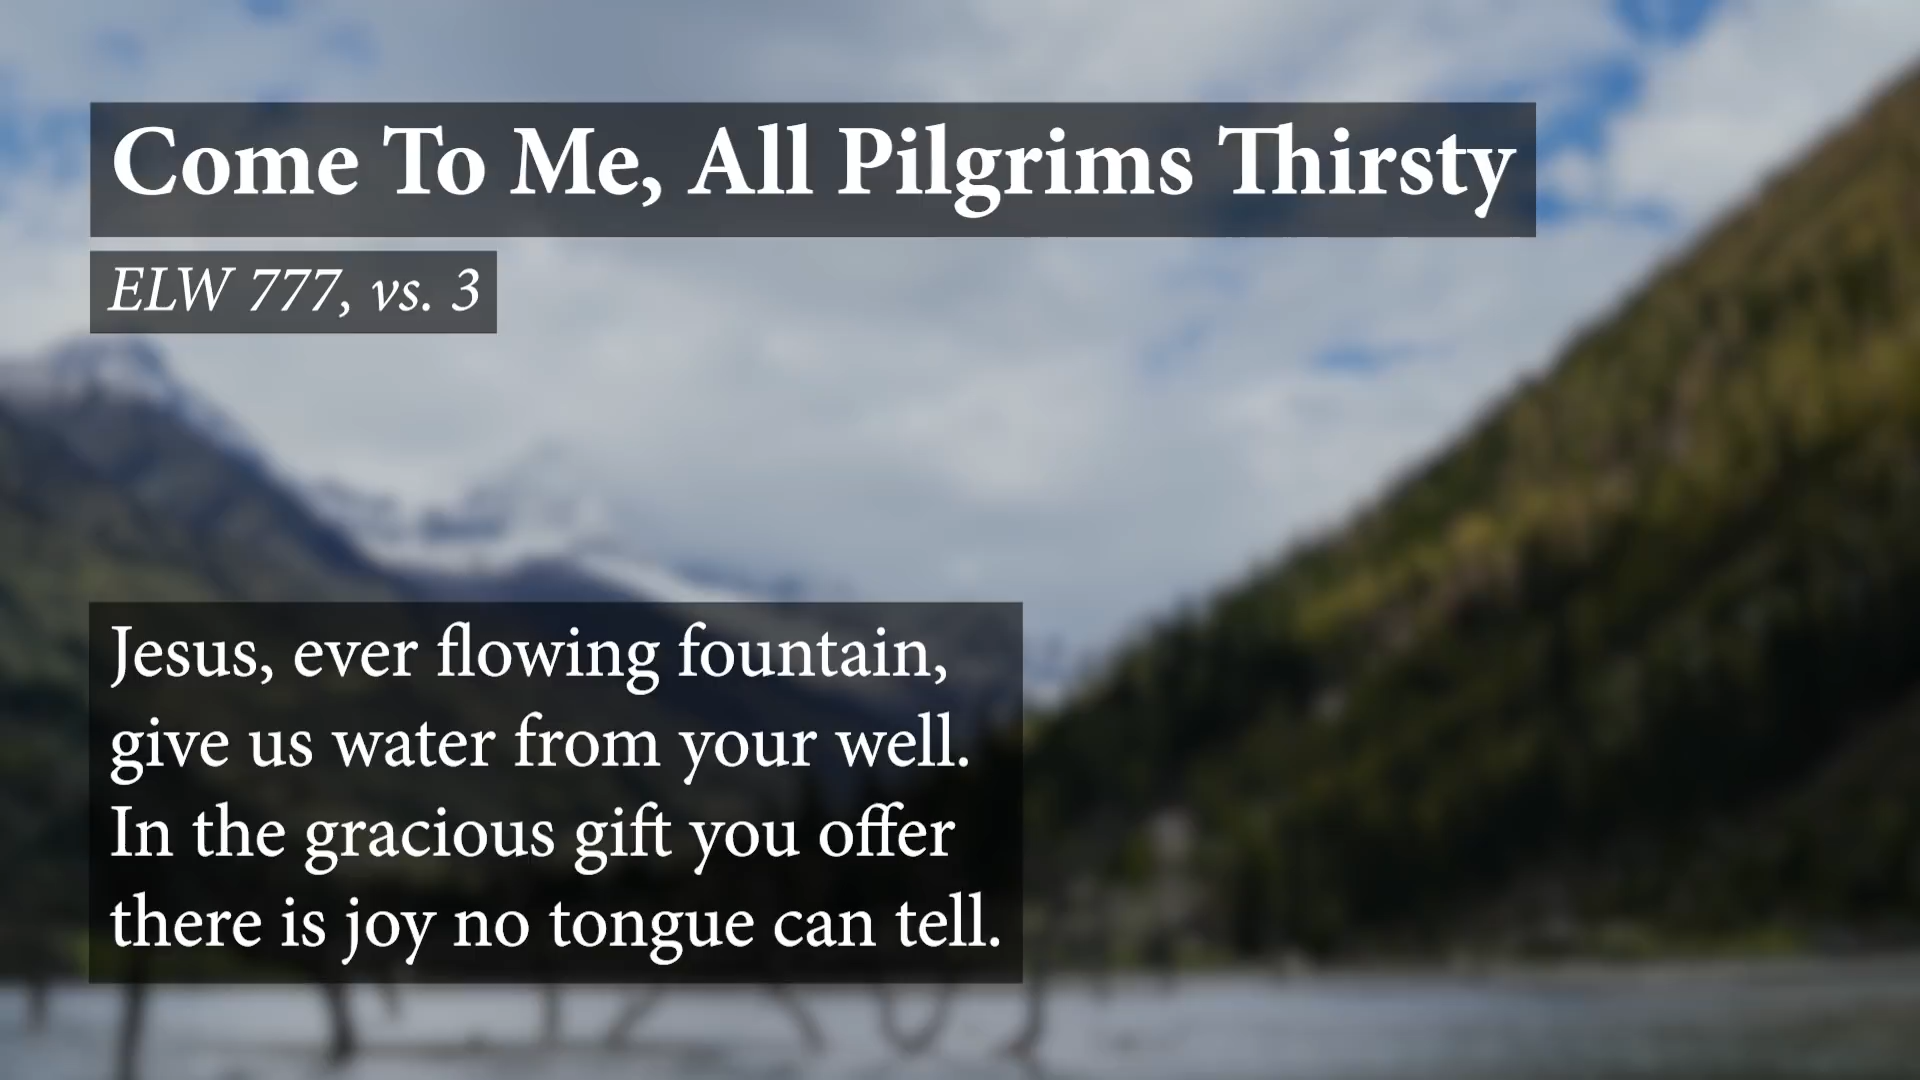 Come To Me, All Pilgrims Thirsty
ELW 777, vs. 3
Jesus, ever flowing fountain,
give us water from your well.
In the gracious gift you offer
there is joy no tongue can tell.